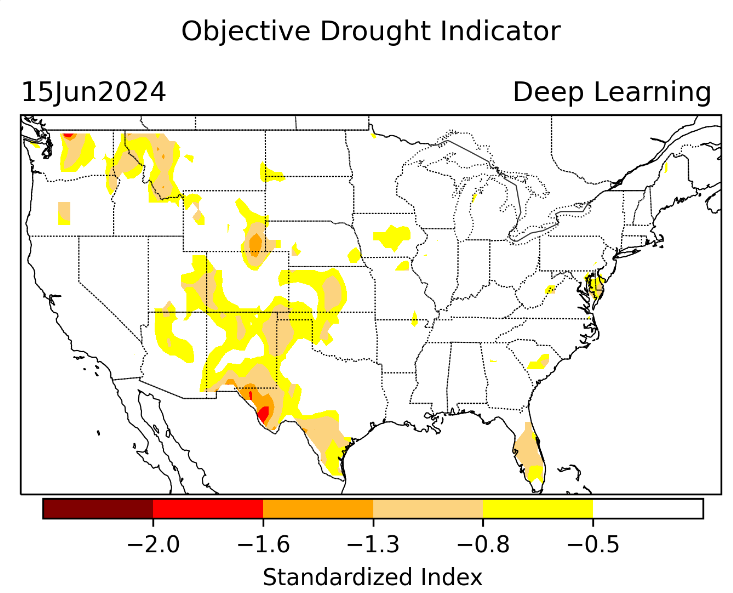 Objective Drought Indicator
15Jun2024 Deep Learning
−2.0 −1.6 −1.3 −0.8 −0.5
Standardized Index